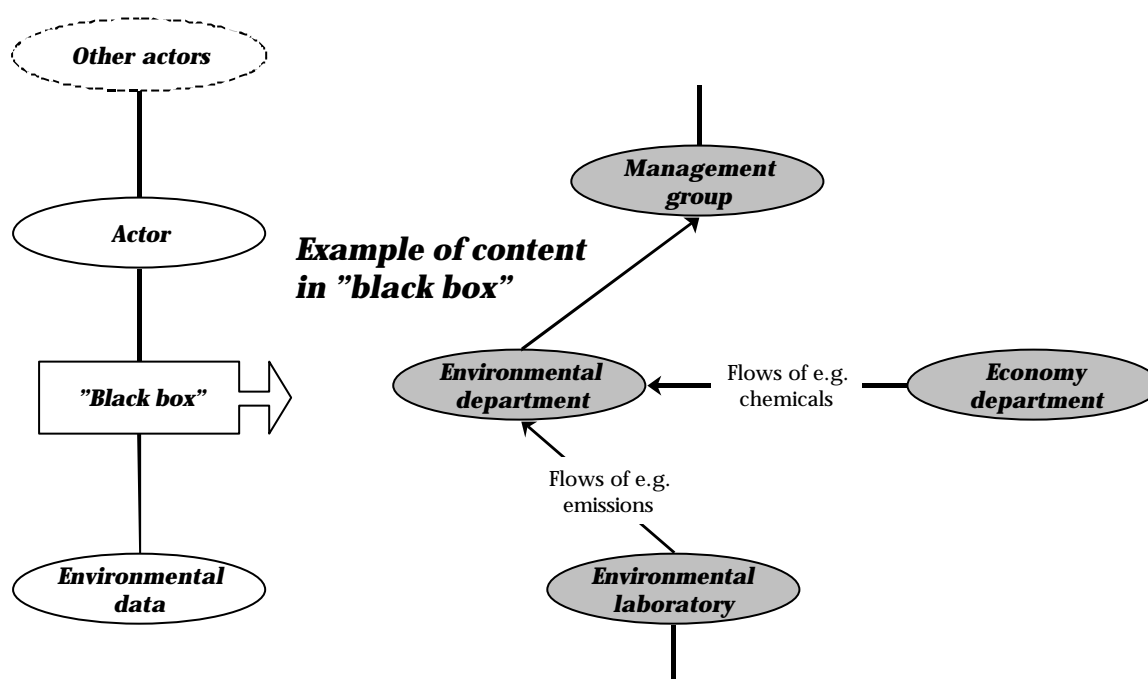 Other actors
Actor
”Black box”
Environmental
data
Example of content
in ”black box”
Management
group
Environmental
department
Flows of e.g.
chemicals
Economy
department
Flows of e.g.
emissions
Environmental
laboratory